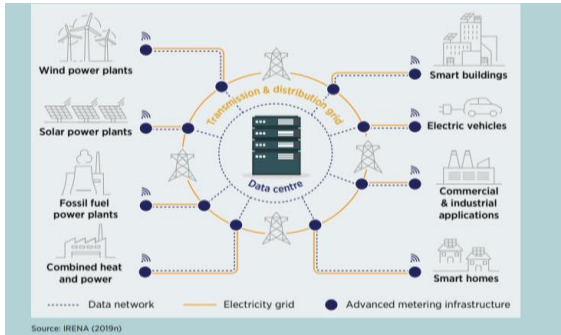 Wind power plants
Solar power plants
Fossil fuel
power plants
Combined heat
and power
Transmission & distribution grid
Data centre
Smart buildings
Electric vehicles
Commercial
& industrial
applications
Smart homes
Data network
Electricity grid
Advanced metering infrastructure
Source: IRENA (2019n)